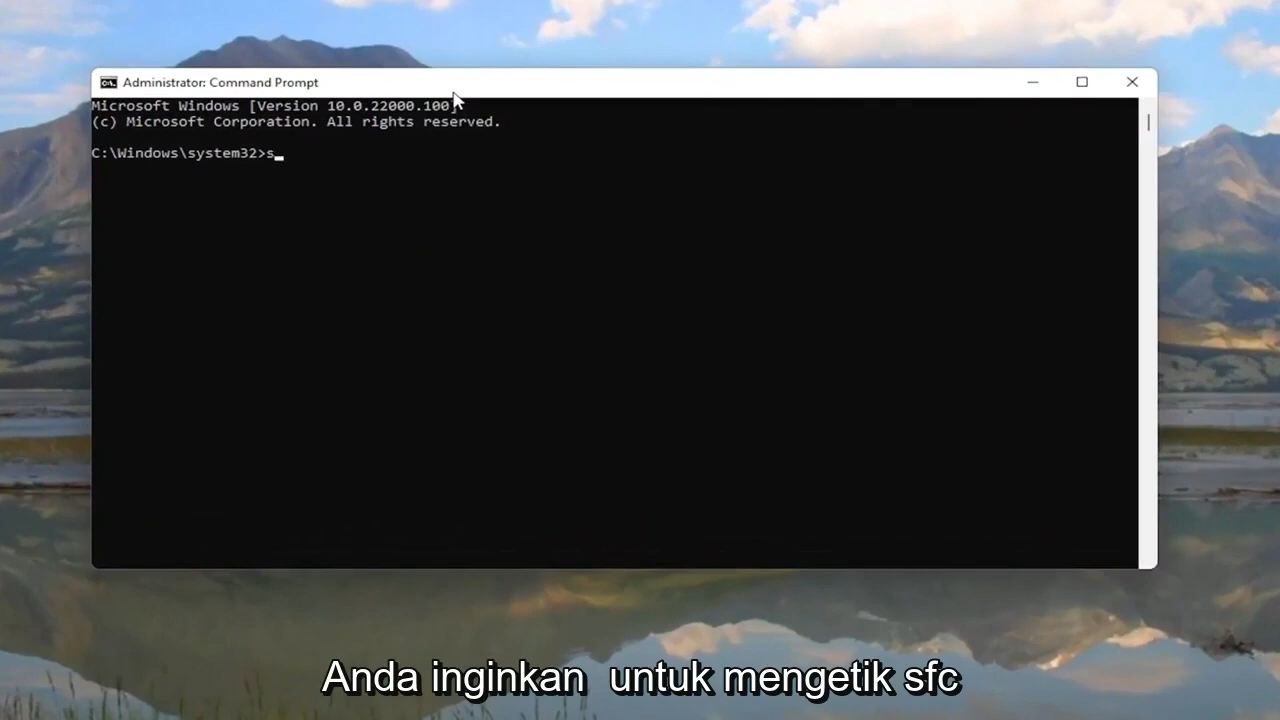 Administrator: Command Prompt
Microsoft Windows [Version 10.0.22000.100]
(c) Microsoft Corporation. All rights reserved.
C:\Windows\system32>s
Anda inginkan  untuk mengetik sfc